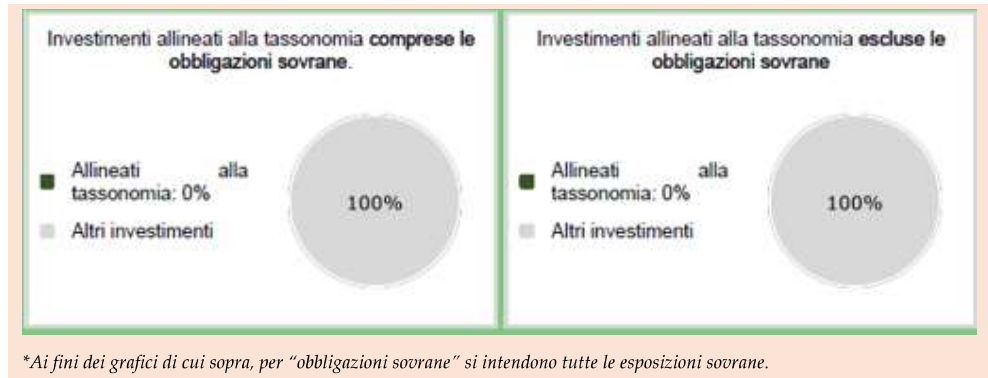 Investimenti allineati alla tassonomia comprese le
obbligazioni sovrane.
Allineati alla
tassonomia: 0%
Altri investimenti
100%
Investimenti allineati alla tassonomia escluse le
obbligazioni sovrane
Allineati alla
tassonomia: 0%
Altri investimenti
100%
*Ai fini dei grafici di cui sopra, per “obbligazioni sovrane” si intendono tutte le esposizioni sovrane.